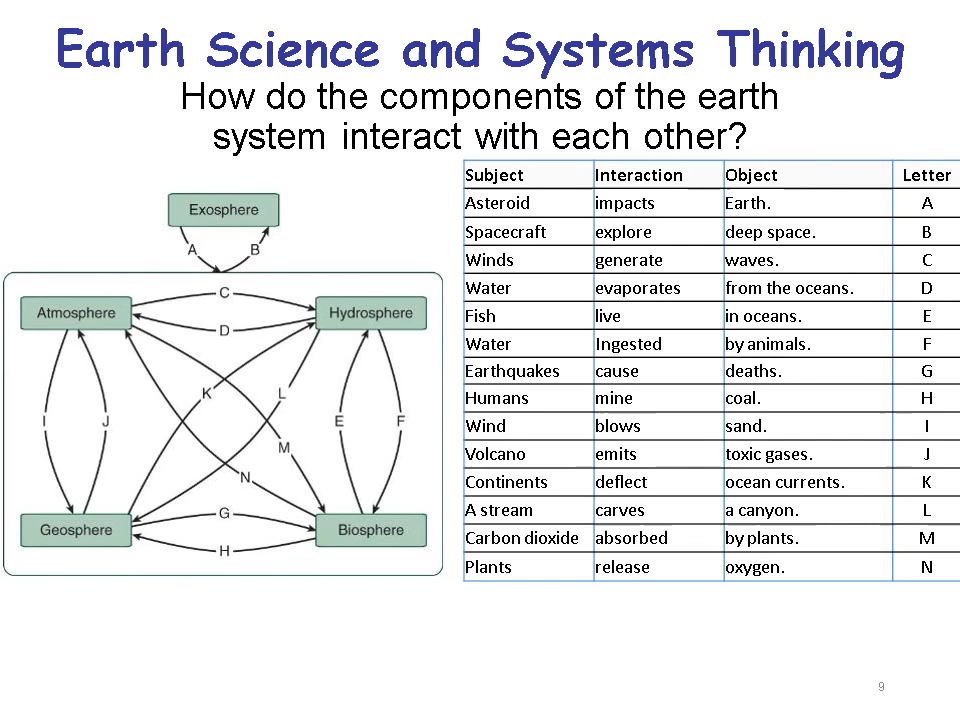 Earth Science and Systems Thinking
How do the components of the earth
system interact with each other?
Exosphere
A
B
C
Atmosphere
Hydrosphere
D
K
L
I
J
E
F
M
N
G
Geosphere
Biosphere
H
Subject Interaction Object Letter
Asteroid impacts Earth. A
Spacecraft explore deep space. B
Winds generate waves. C
Water evaporates from the oceans. D
Fish live in oceans. E
Water Ingested by animals. F
Earthquakes cause deaths. G
Humans mine coal. H
Wind blows sand. I
Volcano emits toxic gases. J
Continents deflect ocean currents. K
A stream carves a canyon. L
Carbon dioxide absorbed by plants. M
Plants release oxygen. N
9